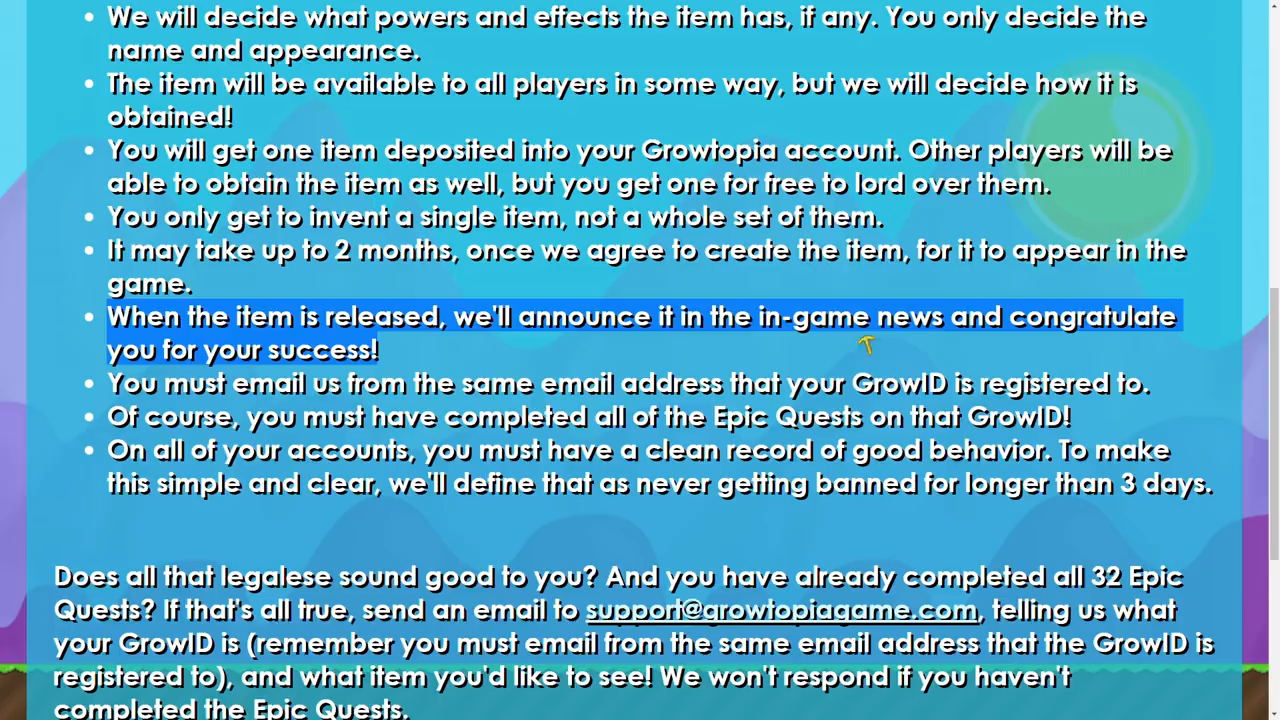 We will decide what powers and effects the item has, if any. You only decide the
name and appearance.
The item will be available to all players in some way, but we will decide how it is
obtained!
You will get one item deposited into your Growtopia account. Other players will be
able to obtain the item as well, but you get one for free to lord over them.
You only get to invent a single item, not a whole set of them.
It may take up to 2 months, once we agree to create the item, for it to appear in the
game.
When the item is released, we'll announce it in the in-game news and congratulate
you for your success!
You must email us from the same email address that your GrowID is registered to.
Of course, you must have completed all of the Epic Quests on that GrowID!
On all of your accounts, you must have a clean record of good behavior. To make
this simple and clear, we'll define that as never getting banned for longer than 3 days.
Does all that legalese sound good to you? And you have already completed all 32 Epic
Quests? If that's all true, send an email to support@growtopiagame.com, telling us what
your GrowID is (remember you must email from the same email address that the GrowID is
registered to), and what item you'd like to see! We won't respond if you haven't
completed the Epic Quests.